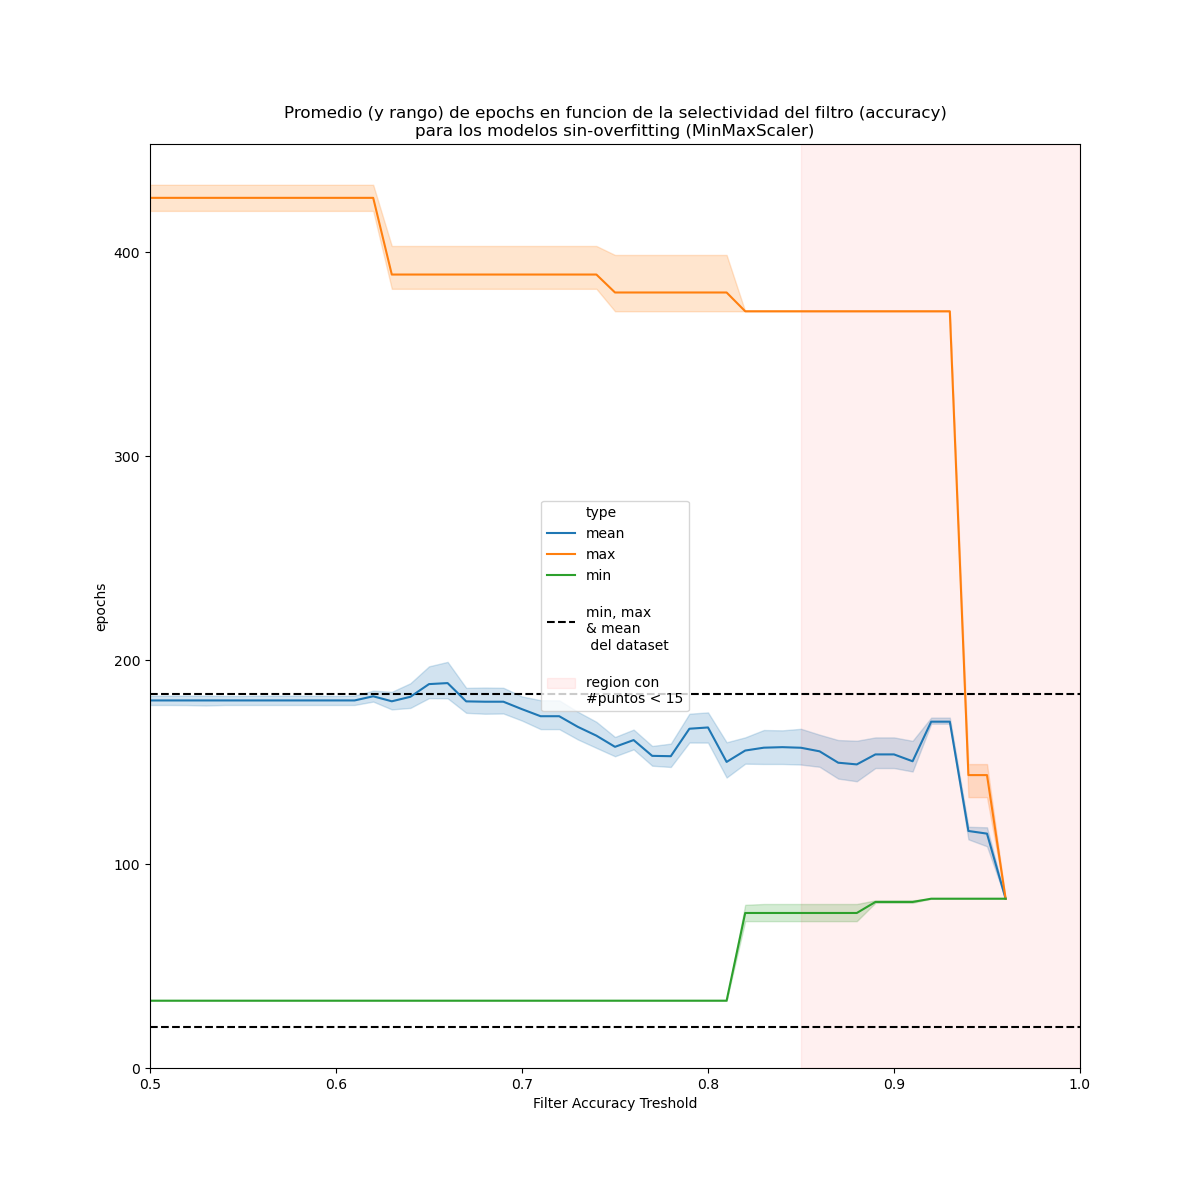 Promedio (y rango) de epochs en funcion de la selectividad del filtro (accuracy)
para los modelos sin-overfitting (MinMaxScaler)
400
300
200
100
0
epochs
type
mean
max
min
min, max
& mean
del dataset
region con
#puntos < 15
0.5
0.6
0.7
0.8
0.9
1.0
Filter Accuracy Treshold